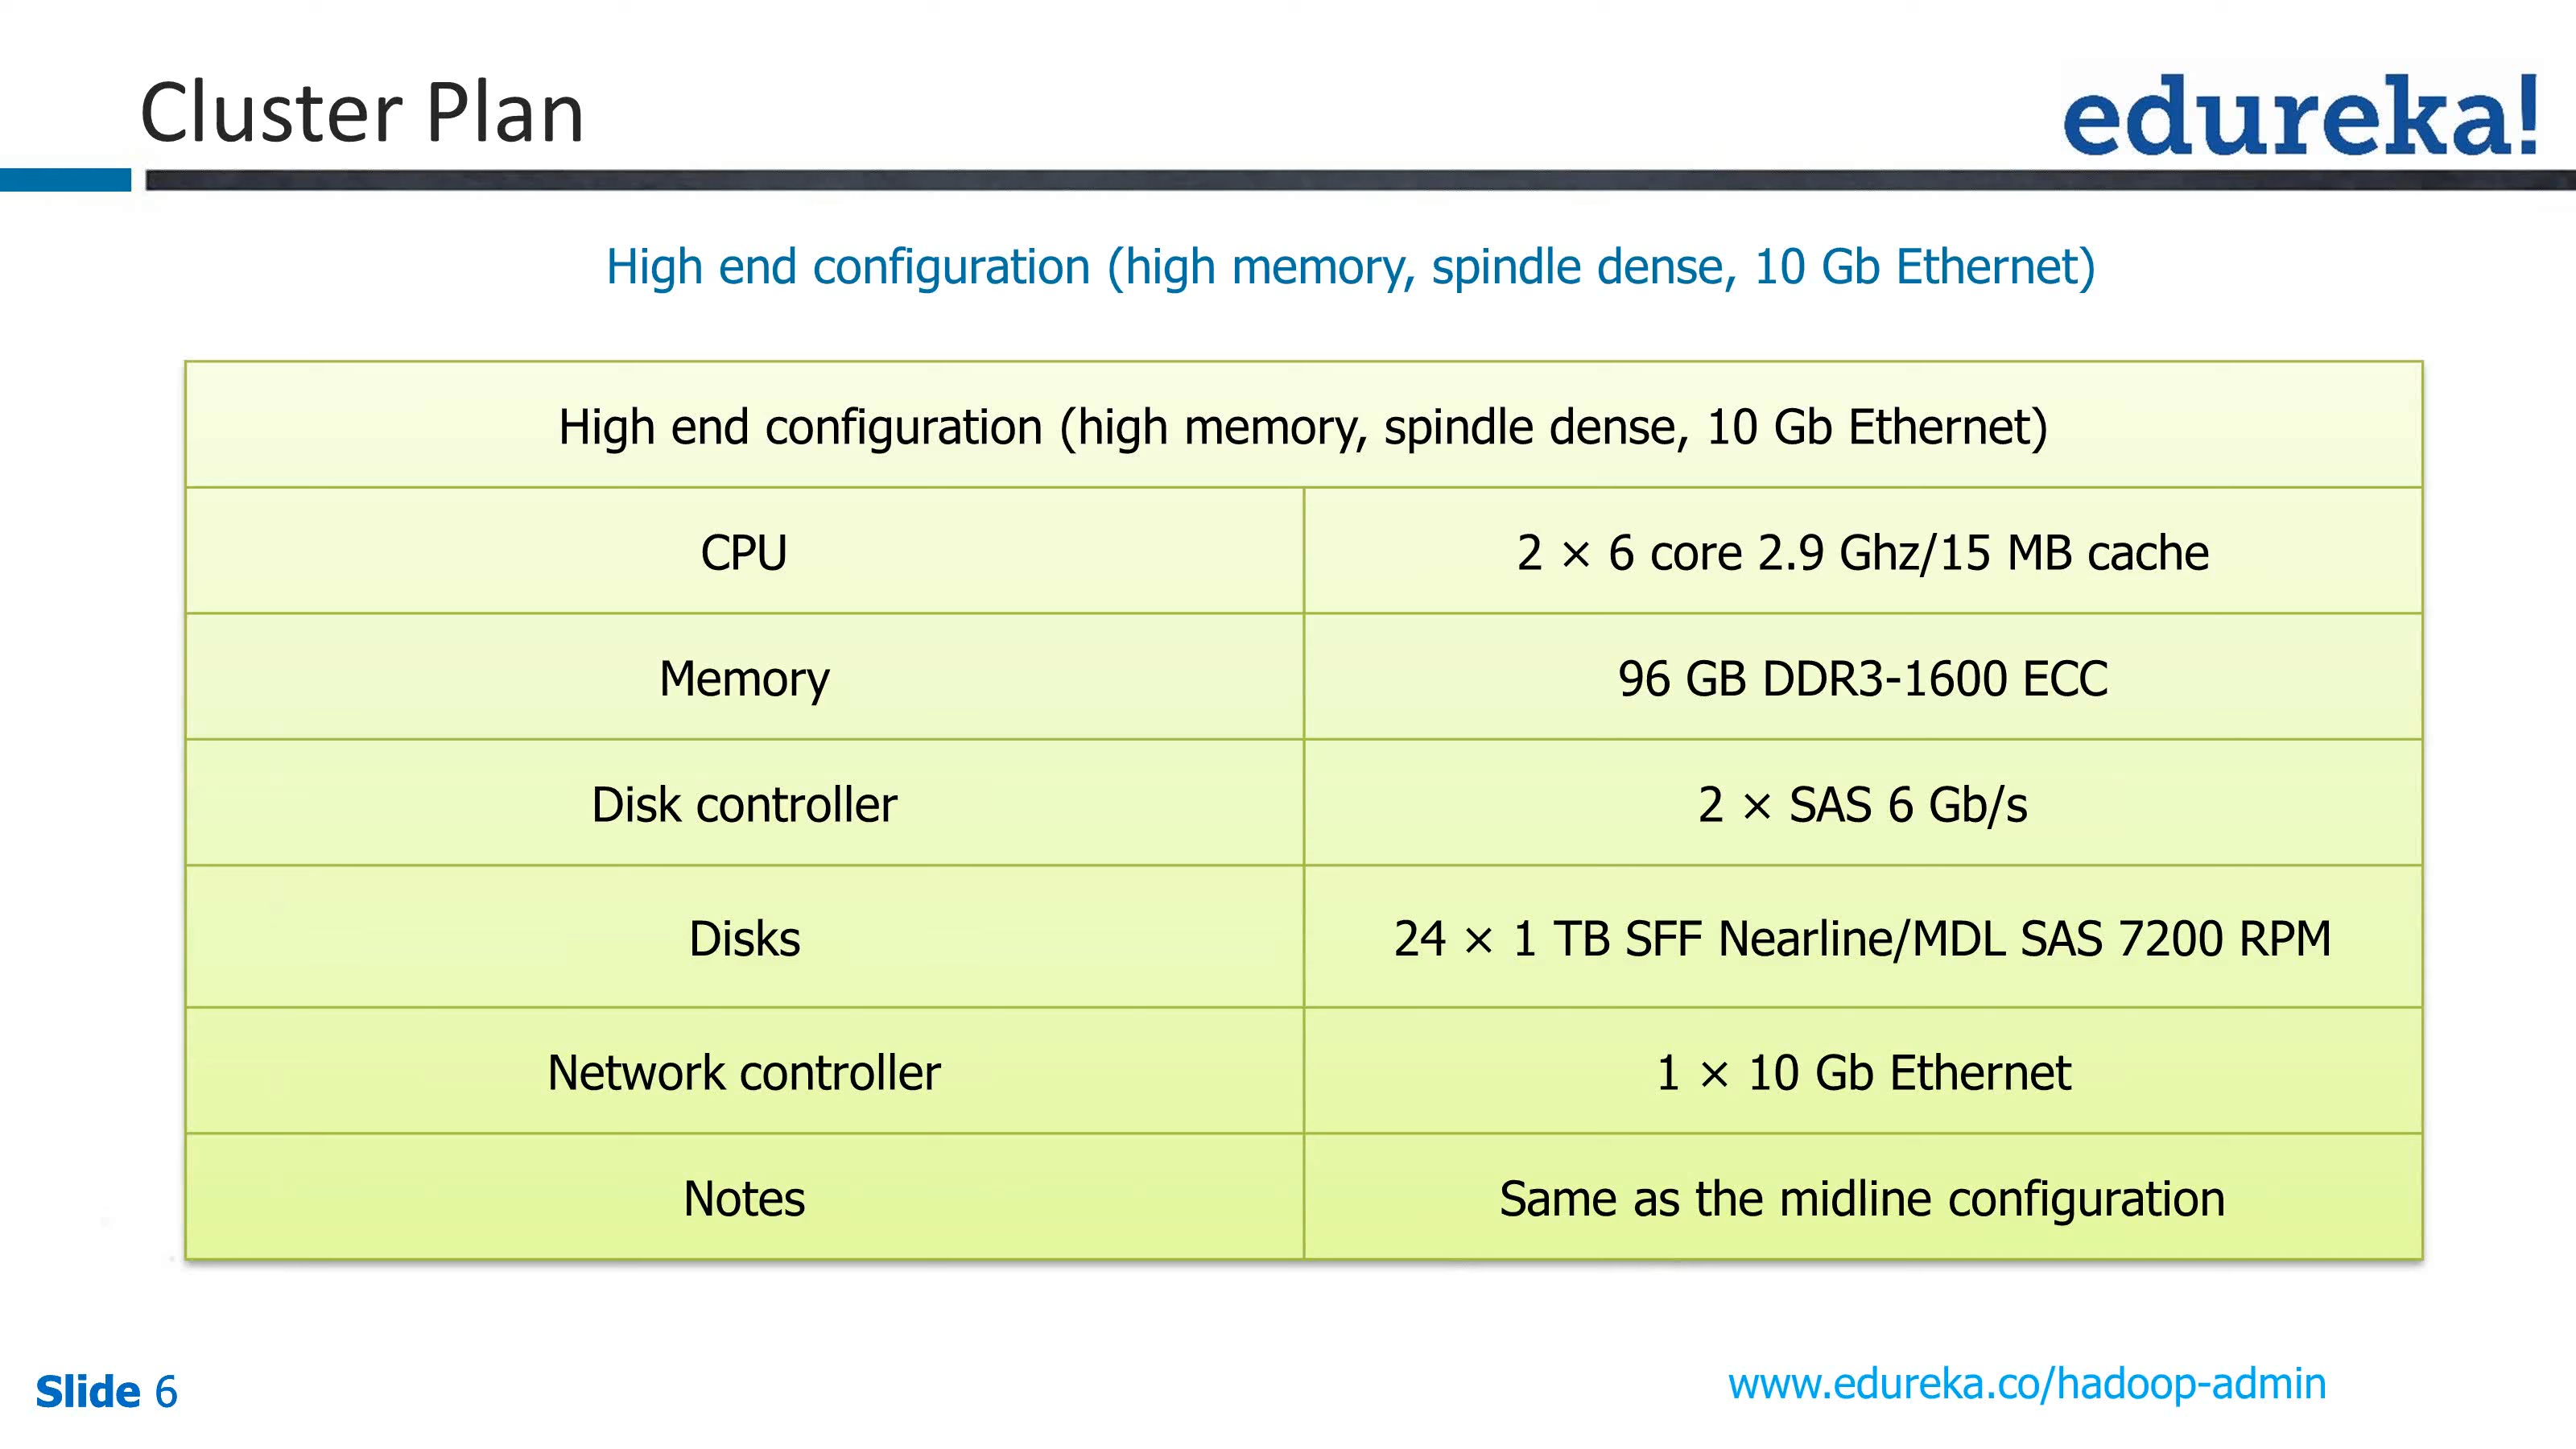 Cluster Plan
edureka!
High end configuration (high memory, spindle dense, 10 Gb Ethernet)
High end configuration (high memory, spindle dense, 10 Gb Ethernet)
CPU
2 × 6 core 2.9 Ghz/15 MB cache
Memory
96 GB DDR3-1600 ECC
Disk controller
2 × SAS 6 Gb/s
Disks
24 × 1 TB SFF Nearline/MDL SAS 7200 RPM
Network controller
1 × 10 Gb Ethernet
Notes
Same as the midline configuration
Slide 6
www.edureka.co/hadoop-admin